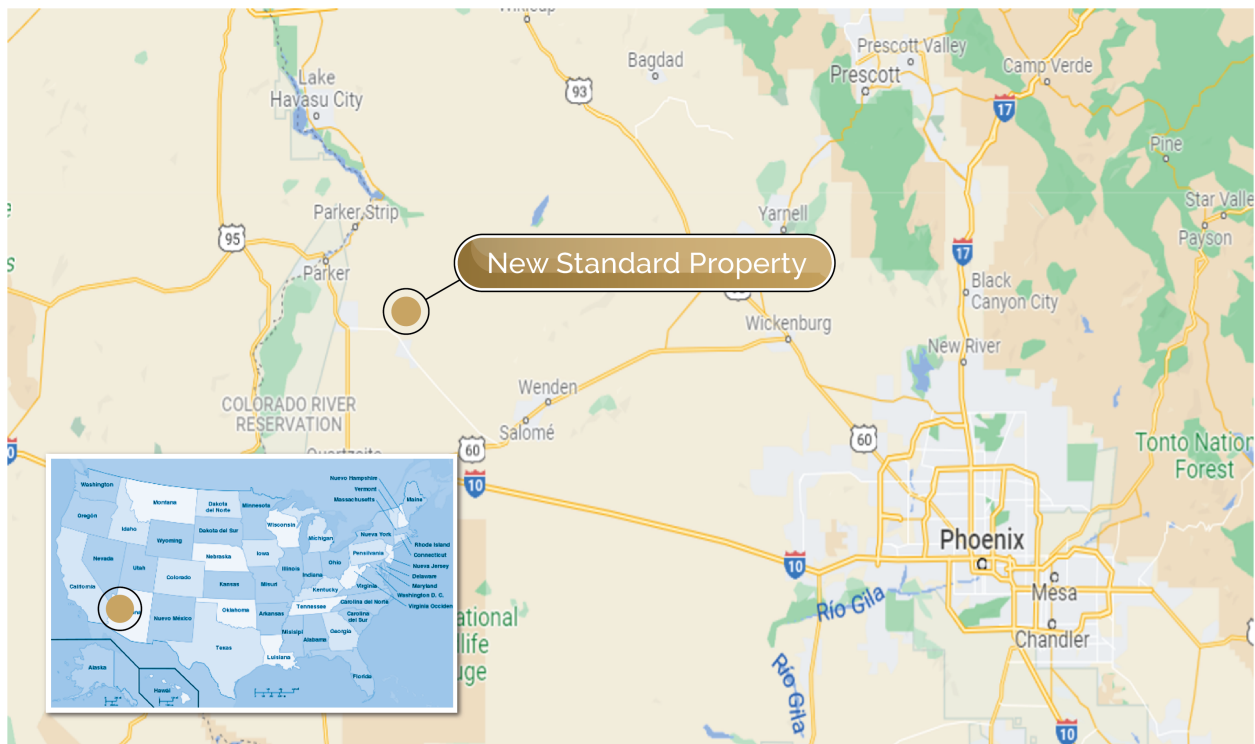 Wikieup
Bagdad
Prescott Valley
Prescott
Camp Verde
Lake
Havasu City
93
17
Pine
Star Valle
Payson
Parker Strip
Yarnell
95
17
New Standard Property
Parker
Black
Canyon City
Wickenburg
New River
Wenden
COLORADO RIVER
RESERVATION
Salomé
60
60
10
Tonto Nation
Forest
Quartzsite
10
Phoenix
Mesa
Río Gila
Chandler
Río Gila
10
ational
llife
uge
Washington
Montana
Dakota
del Norte
Minnesota
Nuevo Hampshire
Vermont
Massachusetts
Maine
Oregón
Idaho
Wyoming
Dakota del Sur
Wisconsin
Michigan
Nueva York
Rhode Island
Connecticut
Nueva Jersey
Delaware
Maryland
Washington D. C.
Virginia Occiden
Nevada
Utah
Colorado
Nebraska
Iowa
Illinois
Indiana
Ohio
Pensilvania
California
Kansas
Misuri
Kentucky
Virginia
Carolina del Norte
Nuevo México
Oklahoma
Arkansas
Tennessee
Carolina
del Sur
Texas
Luisiana
Misisipi
Alabama
Georgia
Florida
Alaska
Hawái